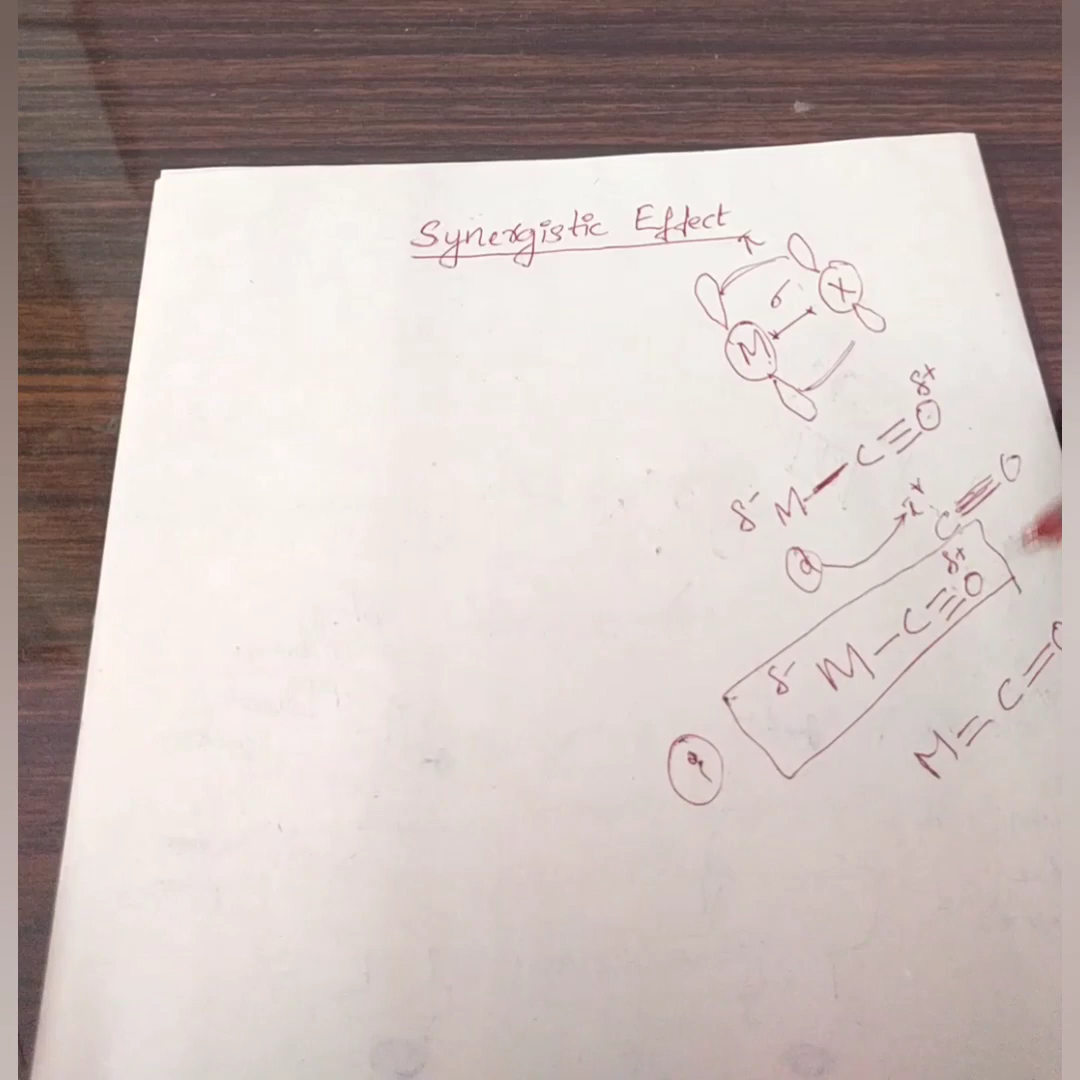 Synergistic Effect
M σ X
δ- M-C≡O δ+
d π* C≡O
δ- M-C≡O δ+
M=C=O